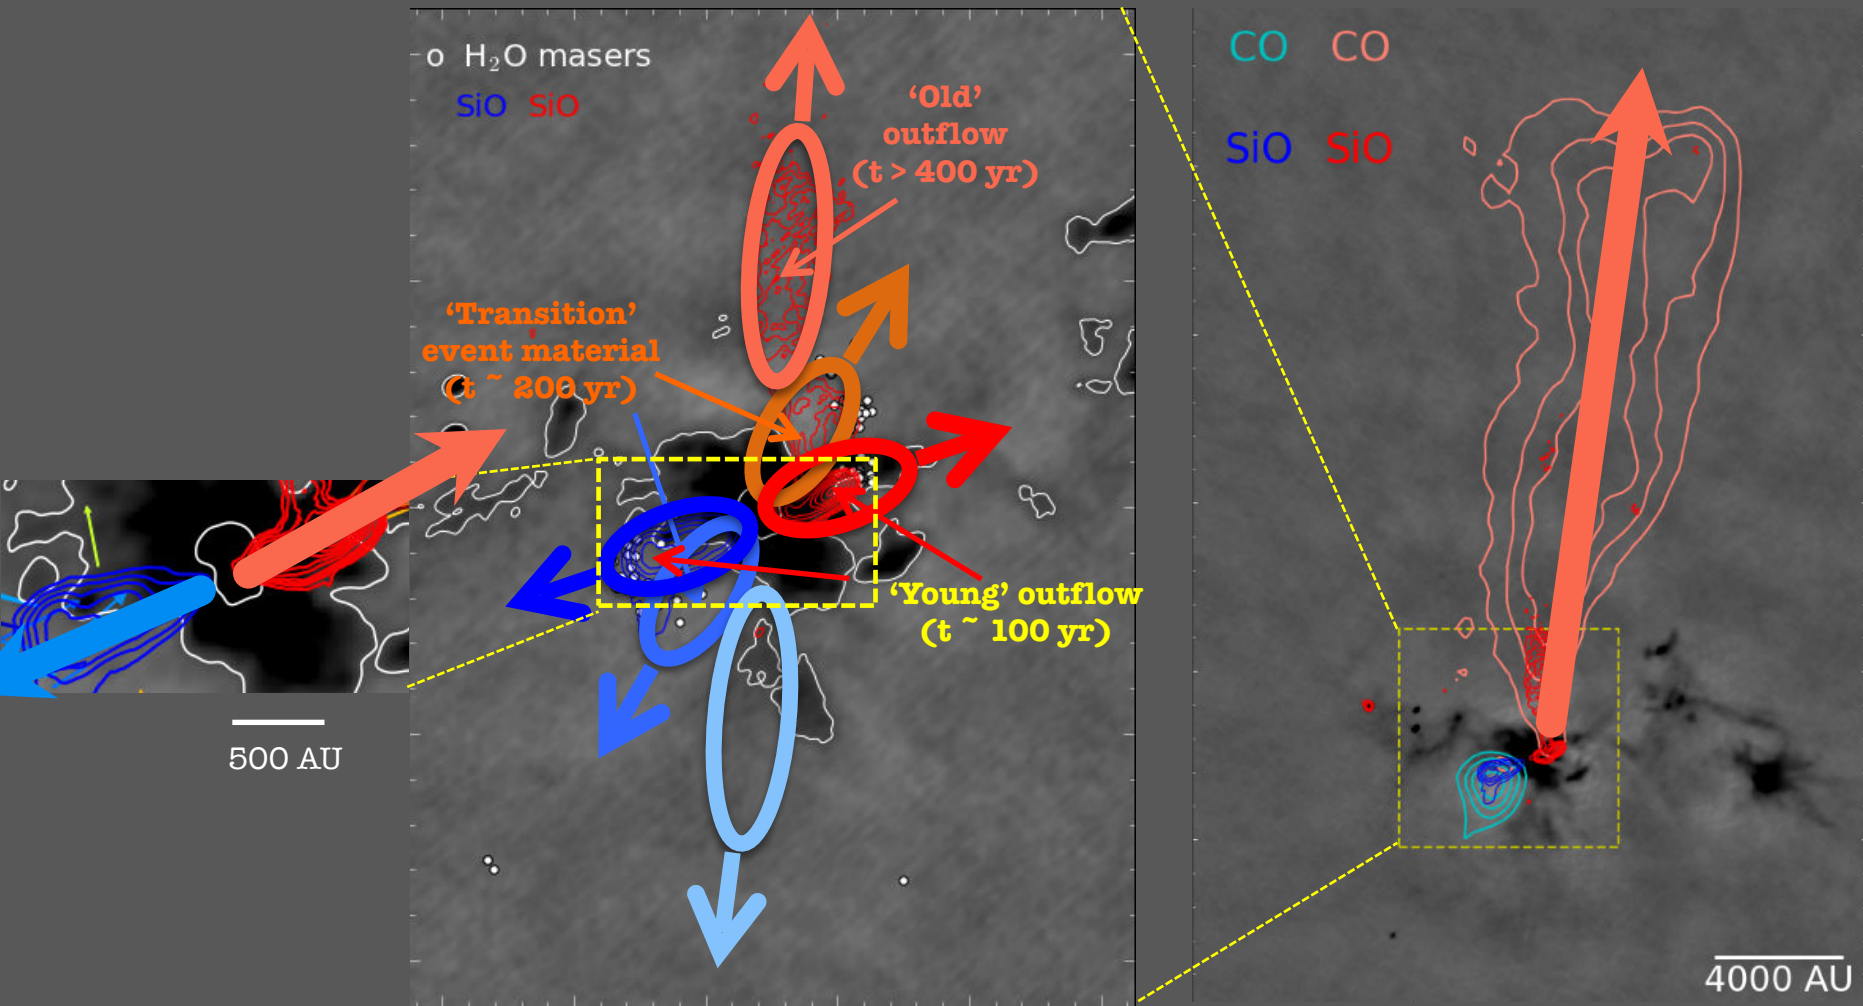 o H₂O masers
SiO SiO
‘Old’
outflow
(t > 400 yr)
‘Transition’
event material
(t ~ 200 yr)
‘Young’ outflow
(t ~ 100 yr)
500 AU
CO CO
SiO SiO
4000 AU